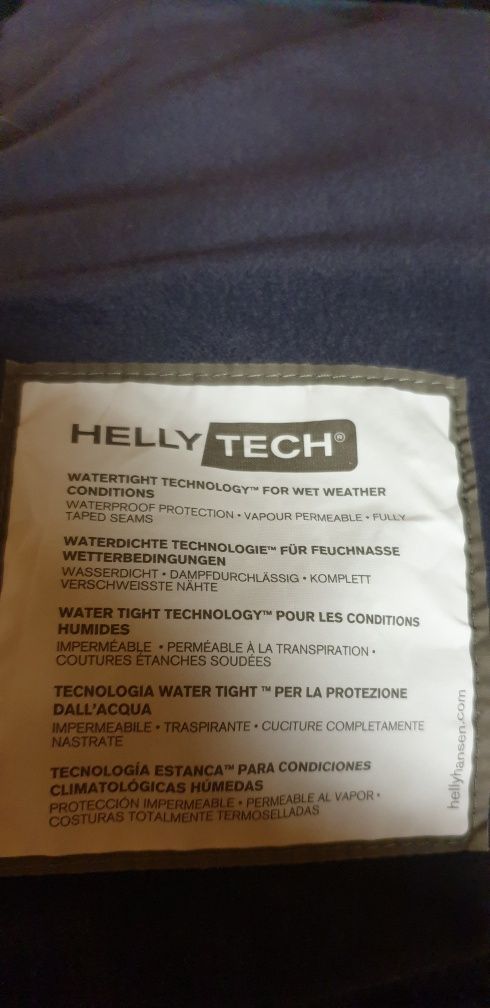 HELLY TECH®
WATERTIGHT TECHNOLOGY™ FOR WET WEATHER
CONDITIONS
WATERPROOF PROTECTION • VAPOUR PERMEABLE • FULLY
TAPED SEAMS
WATERDICHTE TECHNOLOGIE™ FÜR FEUCHNASSE
WETTERBEDINGUNGEN
WASSERDICHT • DAMPFDURCHLÄSSIG • KOMPLETT
VERSCHWEISSTE NÄHTE
WATER TIGHT TECHNOLOGY™ POUR LES CONDITIONS
HUMIDES
IMPERMÉABLE • PERMÉABLE À LA TRANSPIRATION •
COUTURES ÉTANCHES SOUDÉES
TECNOLOGIA WATER TIGHT ™ PER LA PROTEZIONE
DALL'ACQUA
IMPERMEABILE • TRASPIRANTE • CUCITURE COMPLETAMENTE
NASTRATE
TECNOLOGÍA ESTANCA™ PARA CONDICIONES
CLIMATOLÓGICAS HÚMEDAS
PROTECCIÓN IMPERMEABLE • PERMEABLE AL VAPOR •
COSTURAS TOTALMENTE TERMOSELLADAS
hellyhansen.com